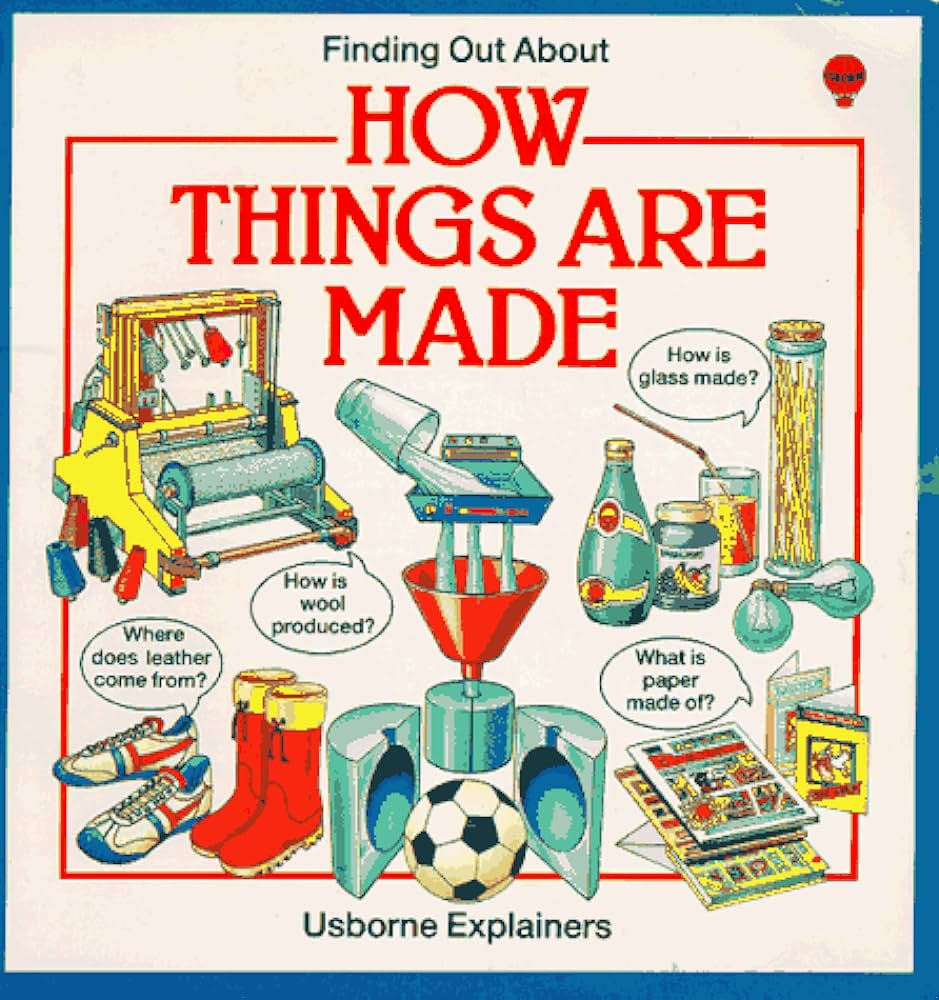 Finding Out About
HOW
THINGS ARE
MADE
How is
glass made?
How is
wool
produced?
Where
does leather
come from?
What is
paper
made of?
Usborne Explainers